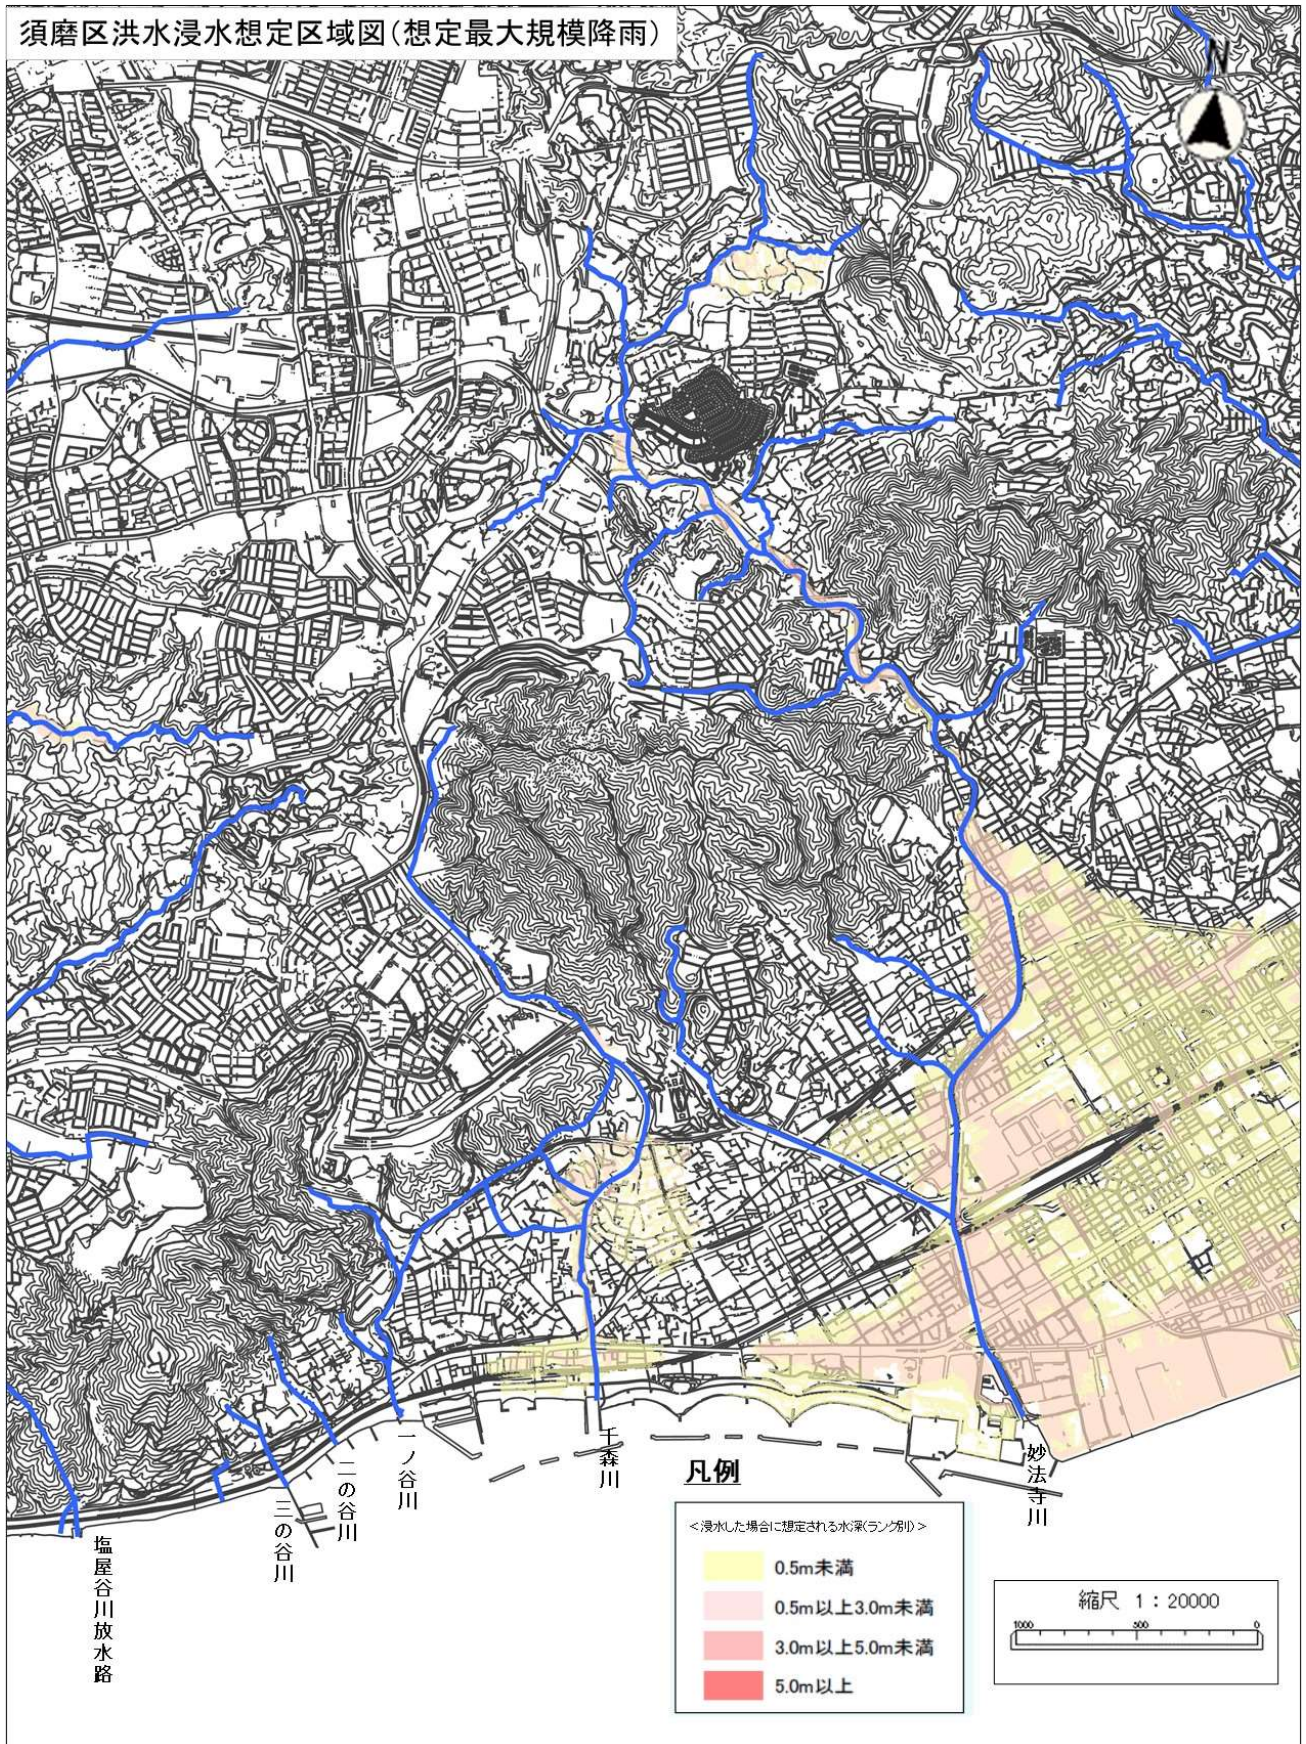 須磨区洪水浸水想定区域図(想定最大規模降雨)
N
塩屋谷川放水路
三の谷川
二の谷川
一ノ谷川
千森川
妙法寺川
凡例
<浸水した場合に想定される水深(ランク別)>
0.5m未満
0.5m以上3.0m未満
3.0m以上5.0m未満
5.0m以上
縮尺 1:20000
1000 500 0